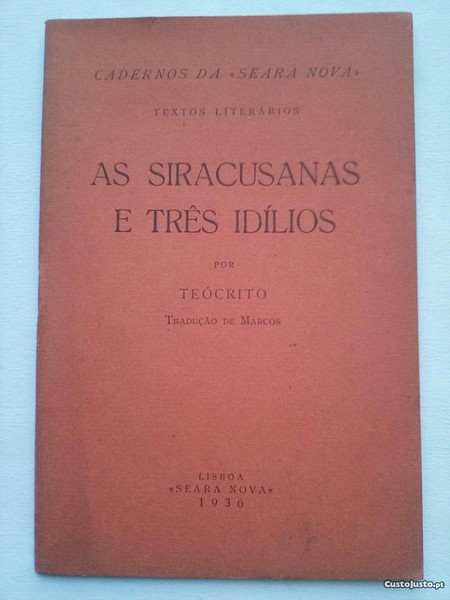 CADERNOS DA «SEARA NOVA»
TEXTOS LITERÁRIOS
AS SIRACUSANAS
E TRÊS IDÍLIOS
POR
TEÓCRITO
TRADUÇÃO DE MARCOS
LISBOA
«SEARA NOVA»
1936
CustoJusto.pt